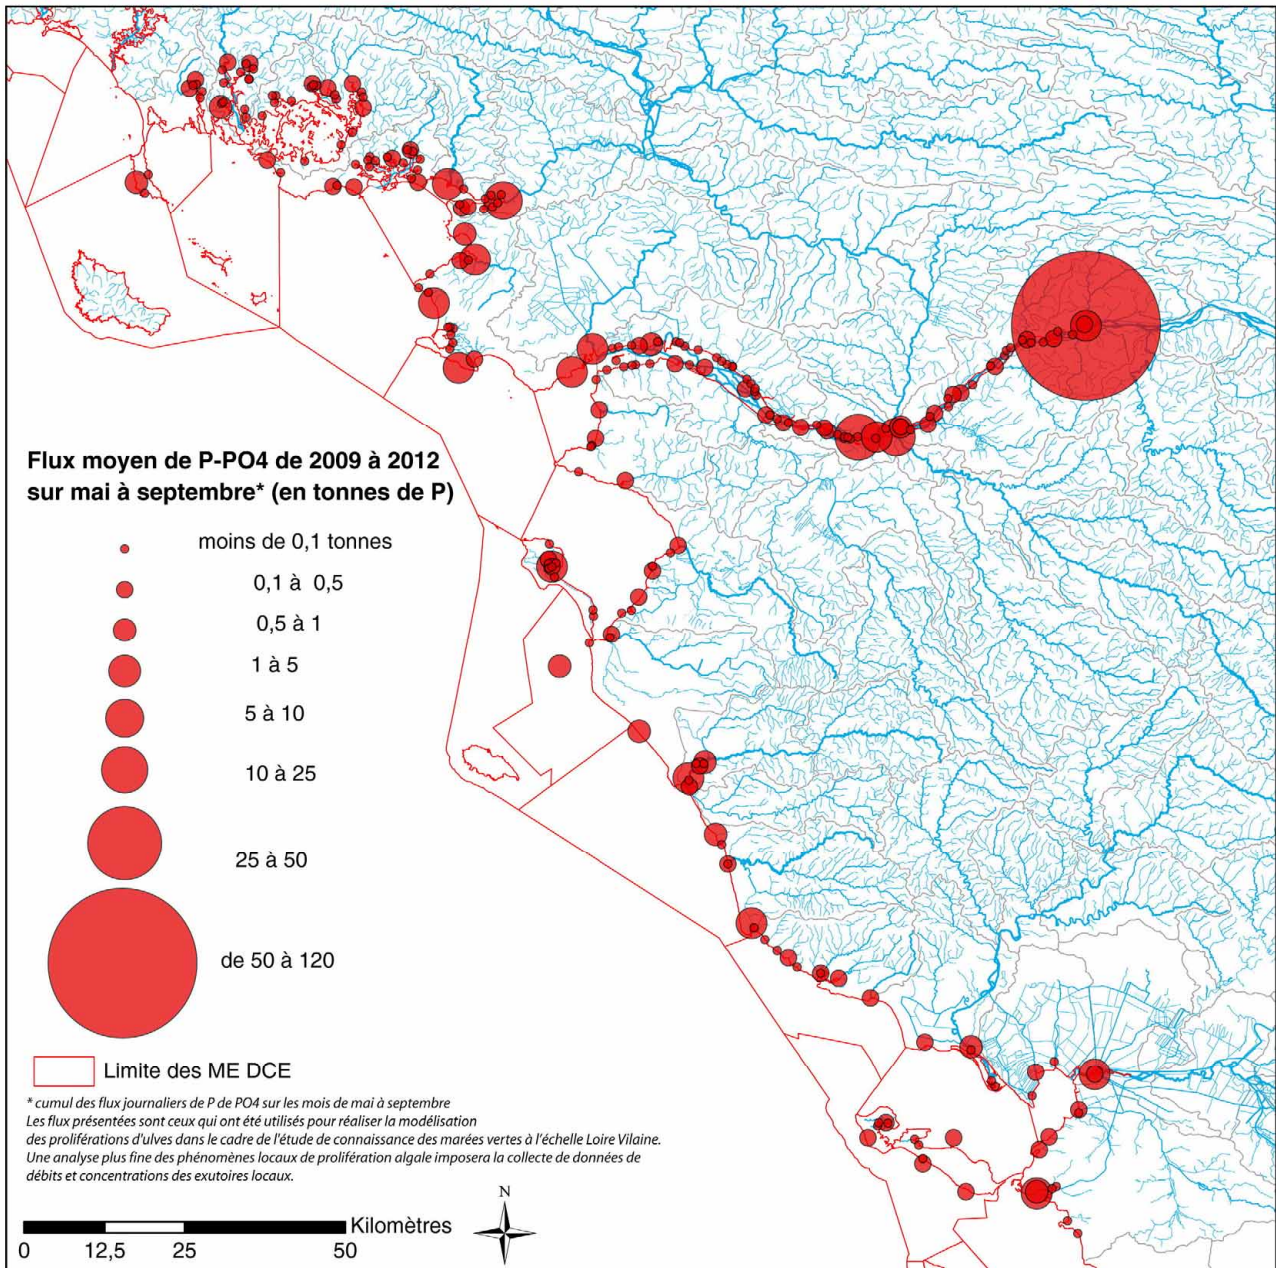 Flux moyen de P-PO4 de 2009 à 2012
sur mai à septembre* (en tonnes de P)
moins de 0,1 tonnes
0,1 à 0,5
0,5 à 1
1 à 5
5 à 10
10 à 25
25 à 50
de 50 à 120
Limite des ME DCE
* cumul des flux journaliers de P de PO4 sur les mois de mai à septembre
Les flux présentées sont ceux qui ont été utilisés pour réaliser la modélisation
des proliférations d'ulves dans le cadre de l'étude de connaissance des marées vertes à l'échelle Loire Vilaine.
Une analyse plus fine des phénomènes locaux de prolifération algale imposera la collecte de données de
débits et concentrations des exutoires locaux.
N
Kilomètres
0 12,5 25 50